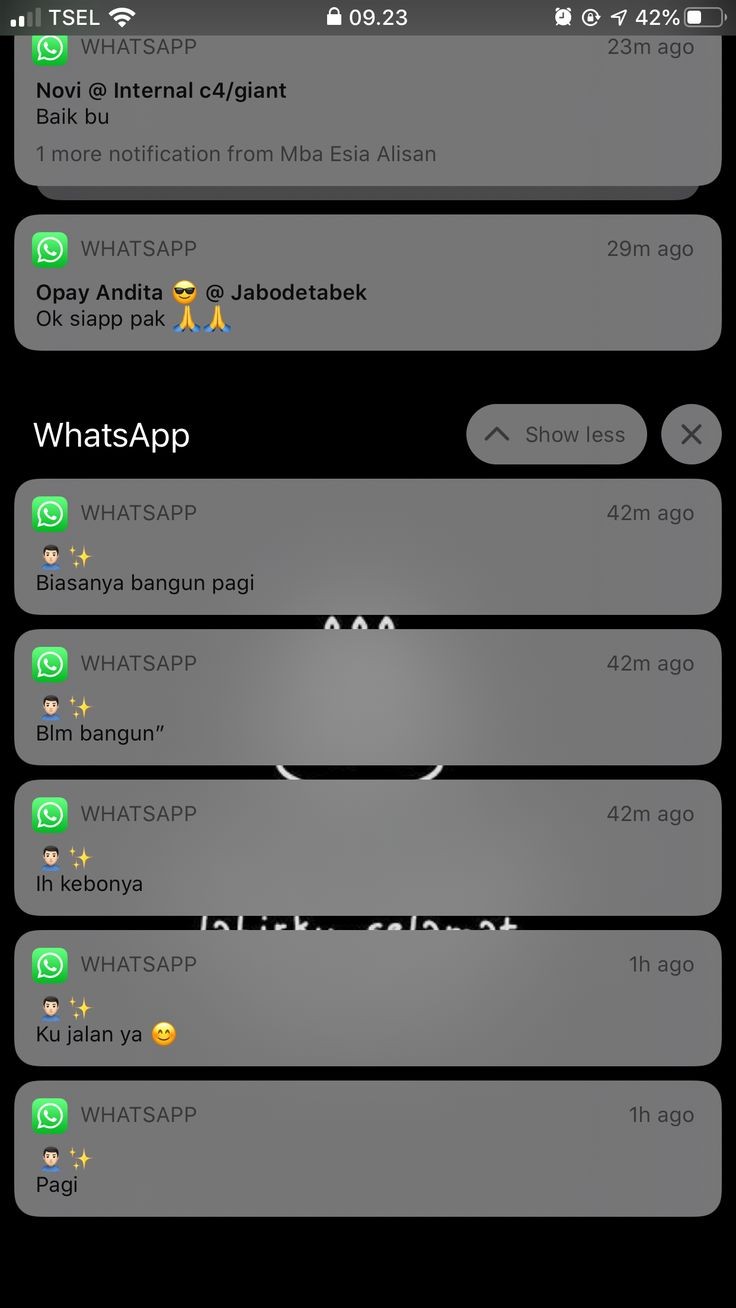 TSEL 09.23 42%
WHATSAPP 23m ago
Novi @ Internal c4/giant
Baik bu
1 more notification from Mba Esia Alisan
WHATSAPP 29m ago
Opay Andita 😎 @ Jabodetabek
Ok siapp pak 🙏🙏
WhatsApp Show less
WHATSAPP 42m ago
🙎🏻‍♂️✨
Biasanya bangun pagi
WHATSAPP 42m ago
🙎🏻‍♂️✨
Blm bangun”
WHATSAPP 42m ago
🙎🏻‍♂️✨
Ih kebonya
WHATSAPP 1h ago
🙎🏻‍♂️✨
Ku jalan ya 😊
WHATSAPP 1h ago
🙎🏻‍♂️✨
Pagi